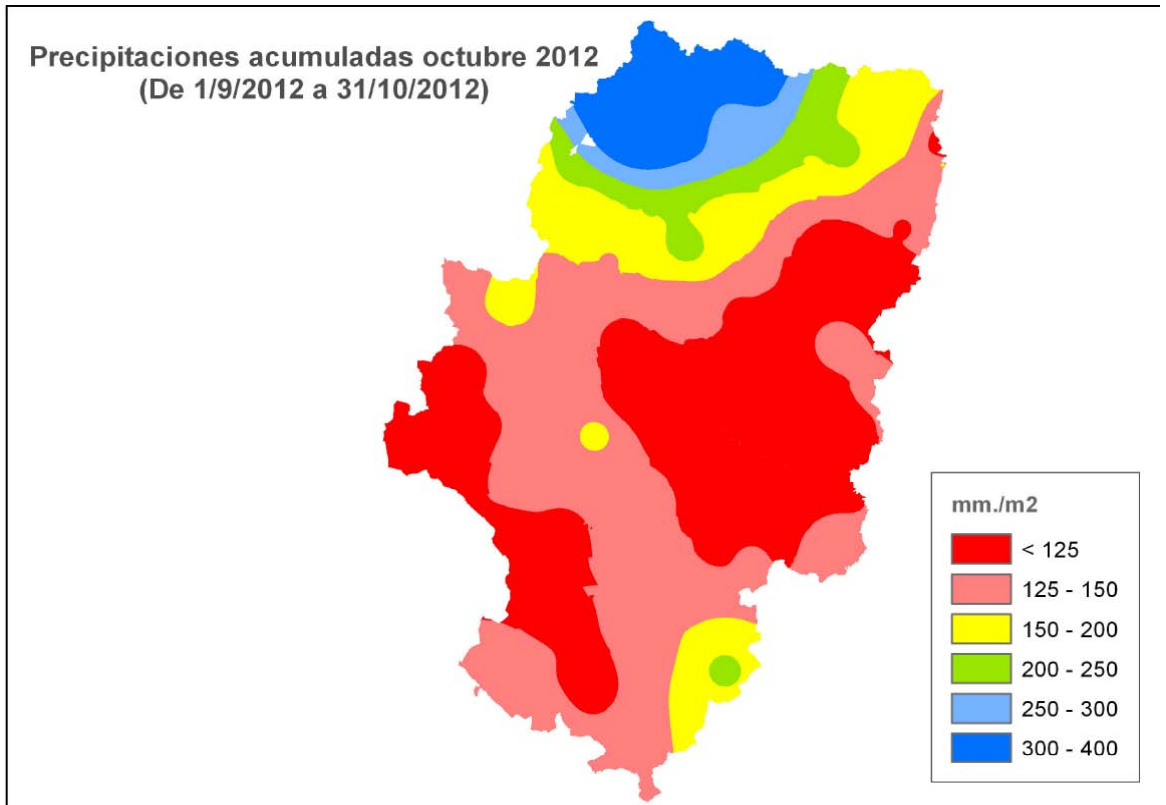 Precipitaciones acumuladas octubre 2012
(De 1/9/2012 a 31/10/2012)
mm./m2
< 125
125 - 150
150 - 200
200 - 250
250 - 300
300 - 400